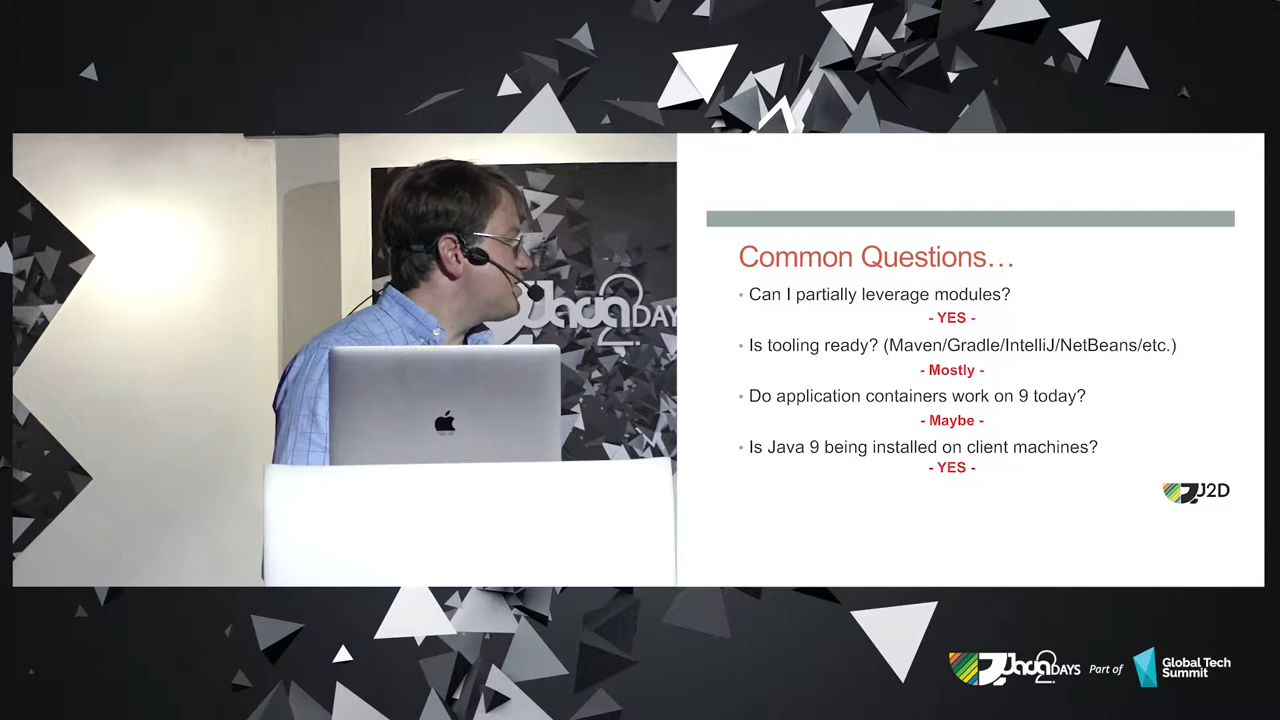 Java2DAYS
Common Questions…
• Can I partially leverage modules?
- YES -
• Is tooling ready? (Maven/Gradle/IntelliJ/NetBeans/etc.)
- Mostly -
• Do application containers work on 9 today?
- Maybe -
• Is Java 9 being installed on client machines?
- YES -
J2D
Java2DAYS Part of Global Tech
Summit